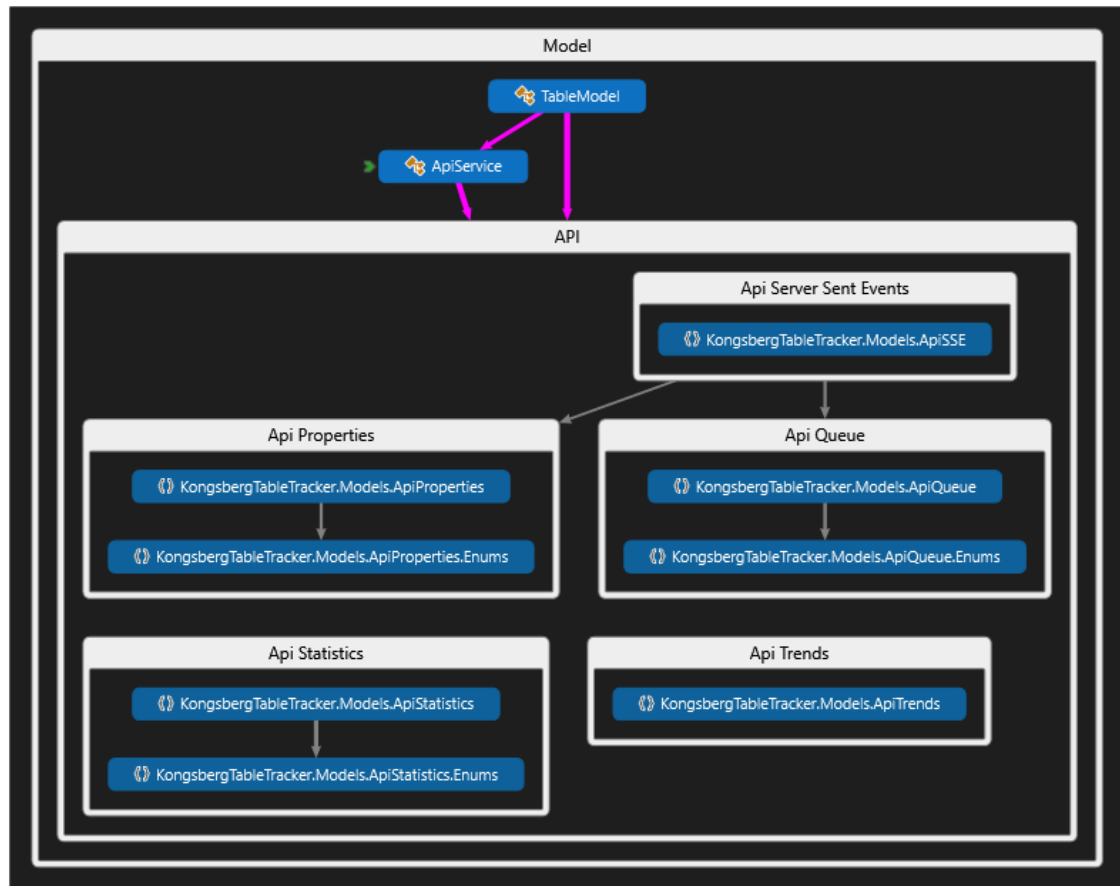 Model
TableModel
ApiService
API
Api Server Sent Events
KongsbergTableTracker.Models.ApiSSE
Api Properties
KongsbergTableTracker.Models.ApiProperties
KongsbergTableTracker.Models.ApiProperties.Enums
Api Queue
KongsbergTableTracker.Models.ApiQueue
KongsbergTableTracker.Models.ApiQueue.Enums
Api Statistics
KongsbergTableTracker.Models.ApiStatistics
KongsbergTableTracker.Models.ApiStatistics.Enums
Api Trends
KongsbergTableTracker.Models.ApiTrends